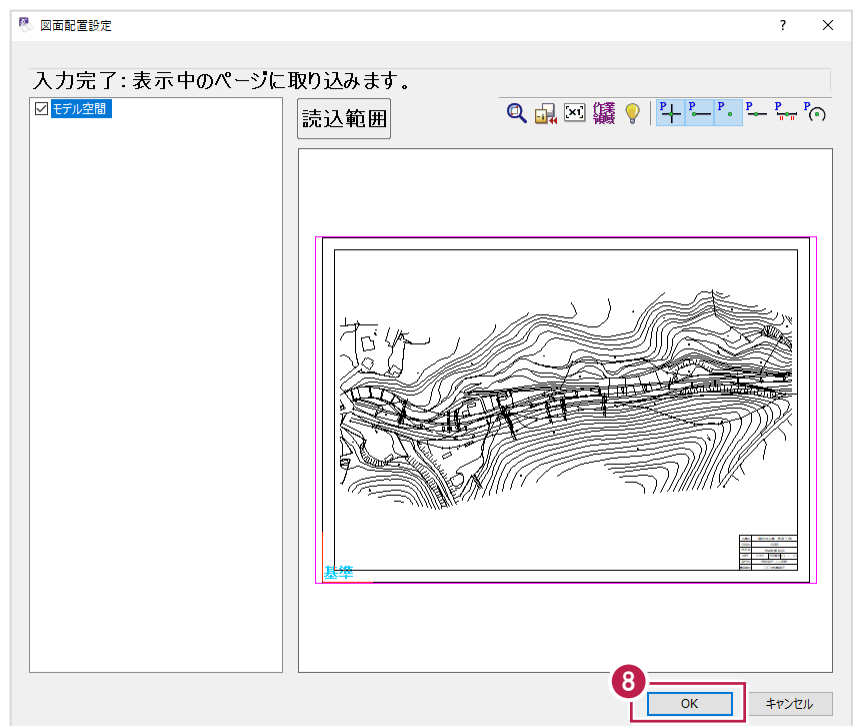 図面配置設定
?
入力完了:表示中のページに取り込みます。
モデル空間
読込範囲
作業領域
基準
8
OK
キャンセル